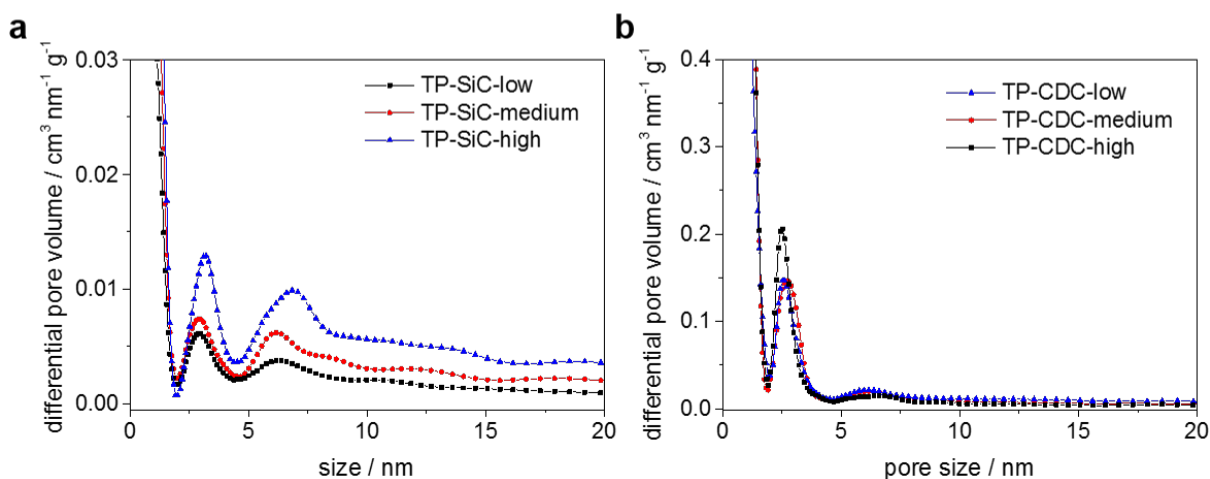 a
differential pore volume / cm³ nm⁻¹ g⁻¹
0.03
0.02
0.01
0.00
TP-SiC-low
TP-SiC-medium
TP-SiC-high
0 5 10 15 20
size / nm
b
differential pore volume / cm³ nm⁻¹ g⁻¹
0.4
0.3
0.2
0.1
0.0
TP-CDC-low
TP-CDC-medium
TP-CDC-high
0 5 10 15 20
pore size / nm